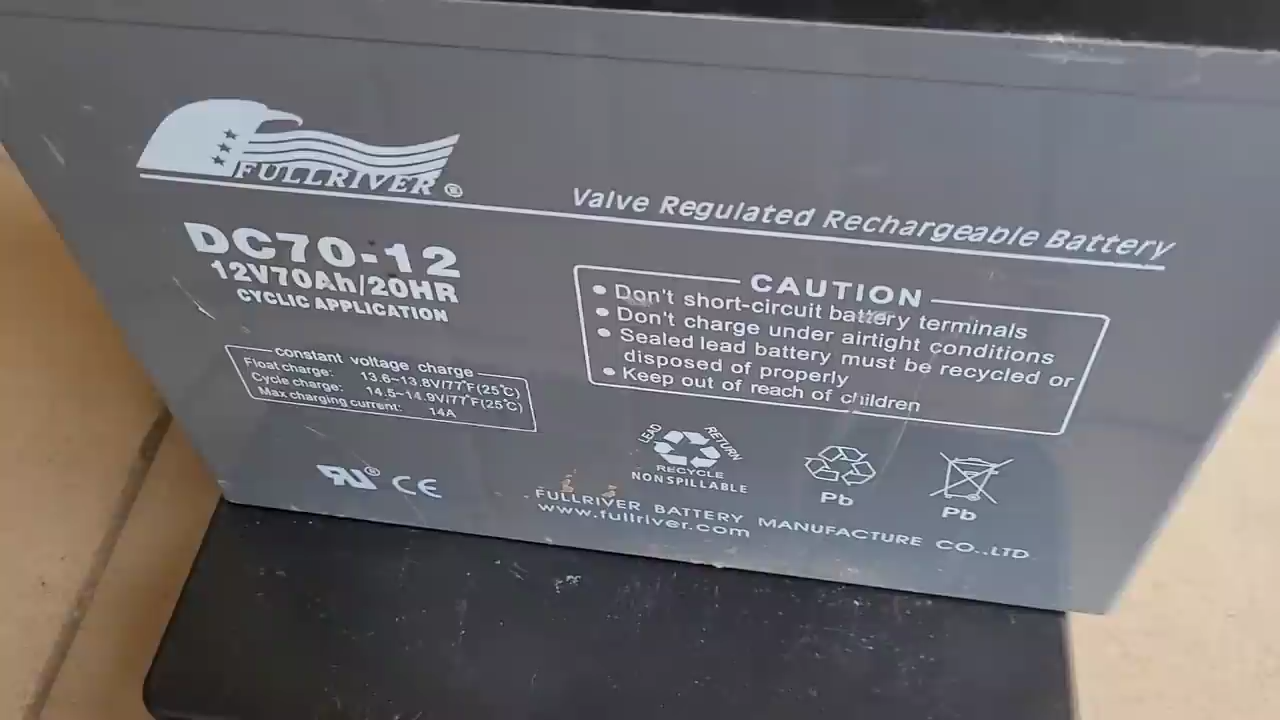 FULLRIVER®
Valve Regulated Rechargeable Battery
DC70-12
12V70Ah/20HR
CYCLIC APPLICATION
constant voltage charge
Float charge: 13.6~13.8V/77°F(25°C)
Cycle charge: 14.5~14.9V/77°F(25°C)
Max charging current: 14A
CAUTION
● Don't short-circuit battery terminals
● Don't charge under airtight conditions
● Sealed lead battery must be recycled or
disposed of properly
● Keep out of reach of children
RU® CE
LEAD RETURN
RECYCLE
NONSPILLABLE
Pb
Pb
FULLRIVER BATTERY MANUFACTURE CO.,LTD
www.fullriver.com